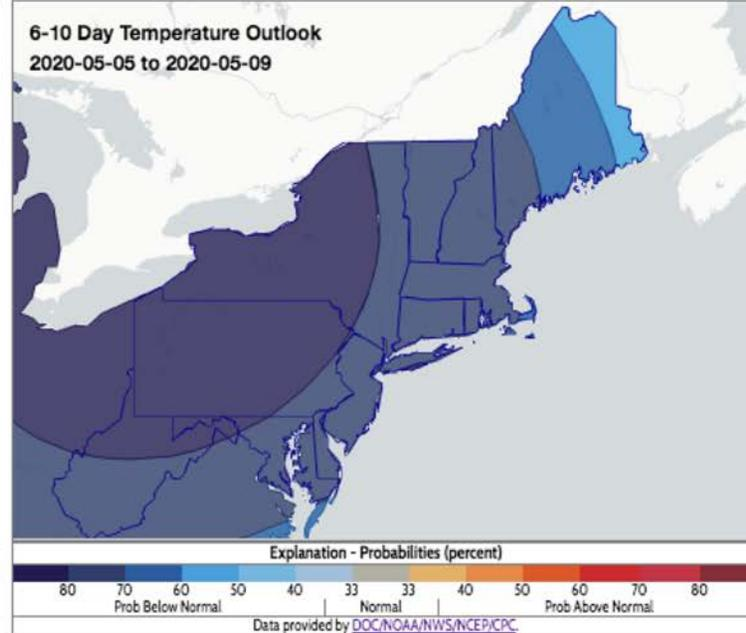 6-10 Day Temperature Outlook
2020-05-05 to 2020-05-09
Explanation - Probabilities (percent)
80 70 60 50 40 33 33 40 50 60 70 80
Prob Below Normal | Normal | Prob Above Normal
Data provided by DOC/NOAA/NWS/NCEP/CPC.